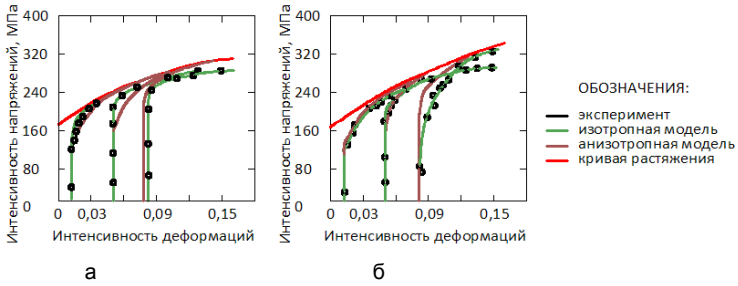 Интенсивность напряжений, МПа
400
320
240
160
80
0
0 0,03 0,09 0,15
Интенсивность деформаций
а
Интенсивность напряжений, МПа
400
320
240
160
80
0
0 0,03 0,09 0,15
Интенсивность деформаций
б
ОБОЗНАЧЕНИЯ:
эксперимент
изотропная модель
анизотропная модель
кривая растяжения